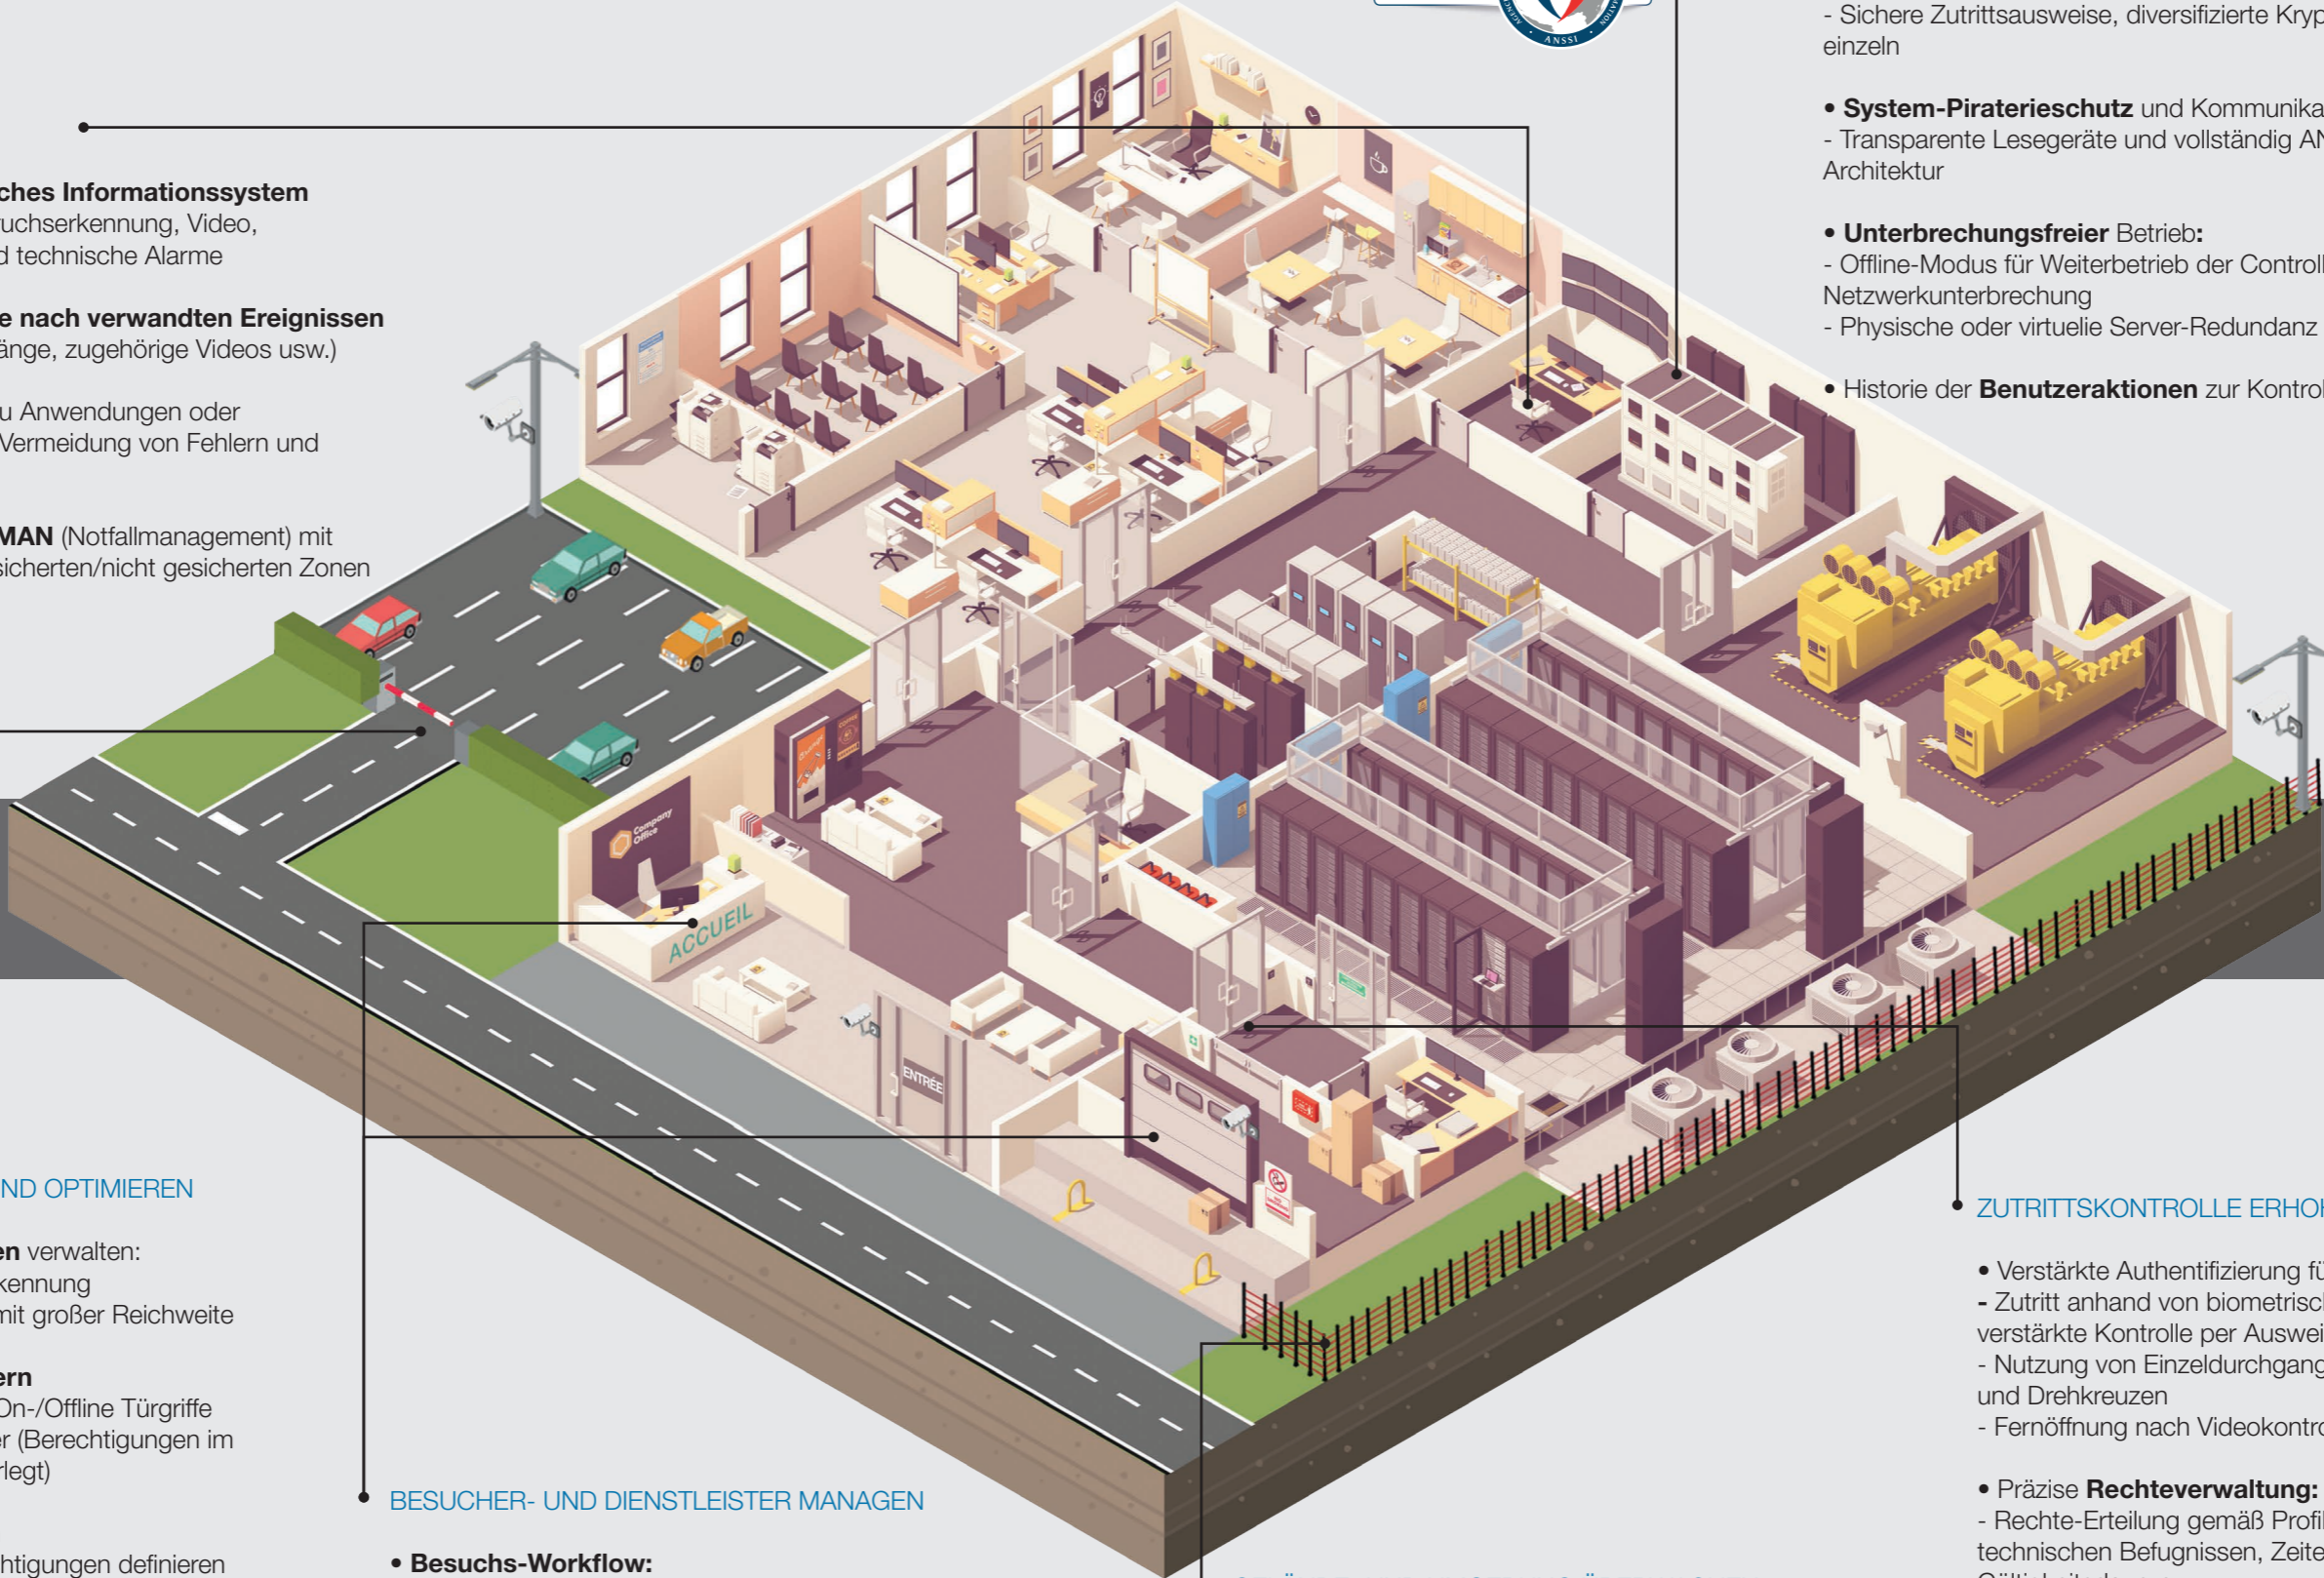 ches Informationssystem
uchserkennung, Video,
d technische Alarme
e nach verwandten Ereignissen
änge, zugehörige Videos usw.)
u Anwendungen oder
Vermeidung von Fehlern und
MAN (Notfallmanagement) mit
sicherten/nicht gesicherten Zonen
ANSSI
- Sichere Zutrittsausweise, diversifizierte Kryp
einzeln
• System-Piraterieschutz und Kommunika
- Transparente Lesegeräte und vollständig AN
Architektur
• Unterbrechungsfreier Betrieb:
- Offline-Modus für Weiterbetrieb der Controll
Netzwerkunterbrechung
- Physische oder virtuelie Server-Redundanz
• Historie der Benutzeraktionen zur Kontrol
Company
Office
ACCUEIL
ENTRÉE
ND OPTIMIEREN
en verwalten:
kennung
mit großer Reichweite
ern
On-/Offline Türgriffe
er (Berechtigungen im
rlegt)
chtigungen definieren
BESUCHER- UND DIENSTLEISTER MANAGEN
• Besuchs-Workflow:
ZUTRITTSKONTROLLE ERHÖH
• Verstärkte Authentifizierung fü
- Zutritt anhand von biometrisch
verstärkte Kontrolle per Auswei
- Nutzung von Einzeldurchgang
und Drehkreuzen
- Fernöffnung nach Videokontro
• Präzise Rechteverwaltung:
- Rechte-Erteilung gemäß Profil
technischen Befugnissen, Zeite